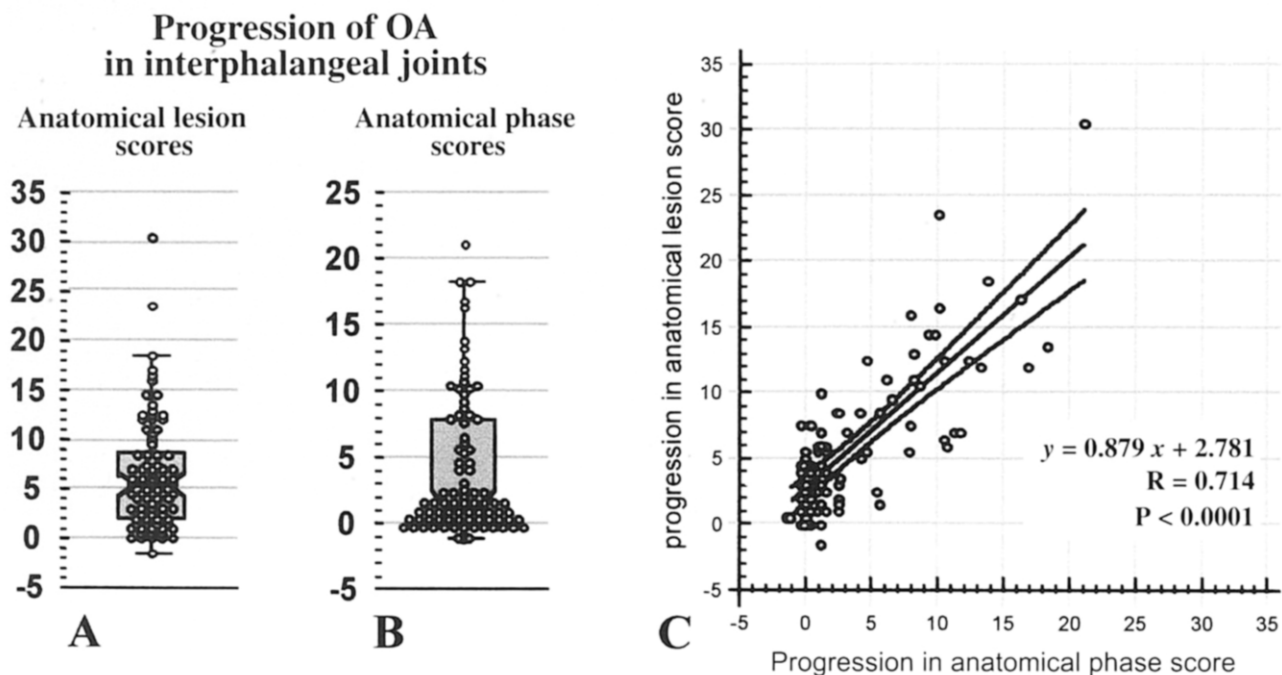 Progression of OA
in interphalangeal joints
Anatomical lesion
scores
35
30
25
20
15
10
5
0
-5
A
Anatomical phase
scores
25
20
15
10
5
0
-5
B
progression in anatomical lesion score
35
30
25
20
15
10
5
0
-5
y = 0.879 x + 2.781
R = 0.714
P < 0.0001
-5 0 5 10 15 20 25 30 35
C
Progression in anatomical phase score